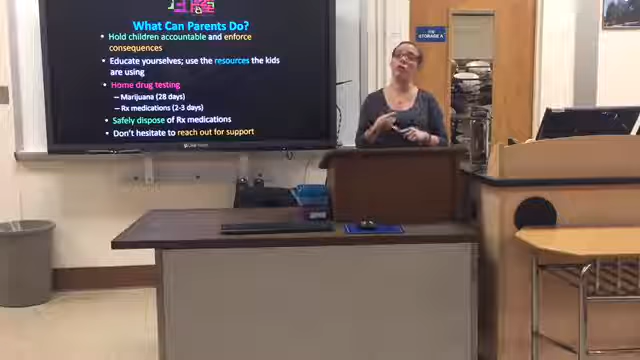 What Can Parents Do?
• Hold children accountable and enforce
consequences
• Educate yourselves; use the resources the kids
are using
• Home drug testing
– Marijuana (28 days)
– Rx medications (2-3 days)
• Safely dispose of Rx medications
• Don't hesitate to reach out for support
STORAGE A